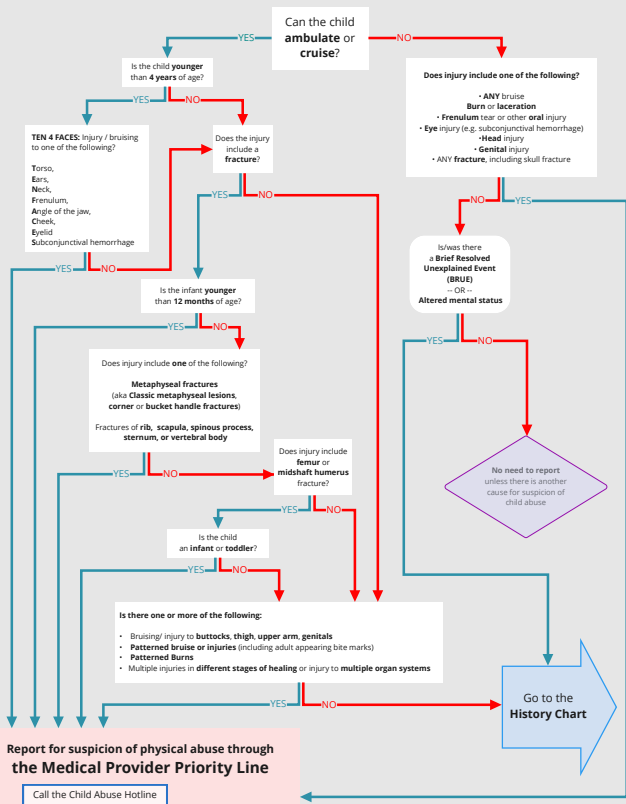 Can the child
ambulate or
cruise?
YES
NO
Is the child younger
than 4 years of age?
YES
NO
Does injury include one of the following?
• ANY bruise
Burn or laceration
• Frenulum tear or other oral injury
• Eye injury (e.g. subconjunctival hemorrhage)
•Head injury
• Genital injury
• ANY fracture, including skull fracture
TEN 4 FACES: Injury / bruising
to one of the following?
Torso,
Ears,
Neck,
Frenulum,
Angle of the jaw,
Cheek,
Eyelid
Subconjunctival hemorrhage
Does the injury
include a
fracture?
YES
NO
NO
YES
YES
NO
Is/was there
a Brief Resolved
Unexplained Event
(BRUE)
-- OR --
Altered mental status
Is the infant younger
than 12 months of age?
YES
NO
YES
NO
Does injury include one of the following?
Metaphyseal fractures
(aka Classic metaphyseal lesions,
corner or bucket handle fractures)
Fractures of rib, scapula, spinous process,
sternum, or vertebral body
YES
NO
Does injury include
femur or
midshaft humerus
fracture?
No need to report
unless there is another
cause for suspicion of
child abuse
YES
NO
Is the child
an infant or toddler?
YES
NO
Is there one or more of the following:
• Bruising/ injury to buttocks, thigh, upper arm, genitals
• Patterned bruise or injuries (including adult appearing bite marks)
• Patterned Burns
• Multiple injuries in different stages of healing or injury to multiple organ systems
YES
NO
Go to the
History Chart
Report for suspicion of physical abuse through
the Medical Provider Priority Line
Call the Child Abuse Hotline